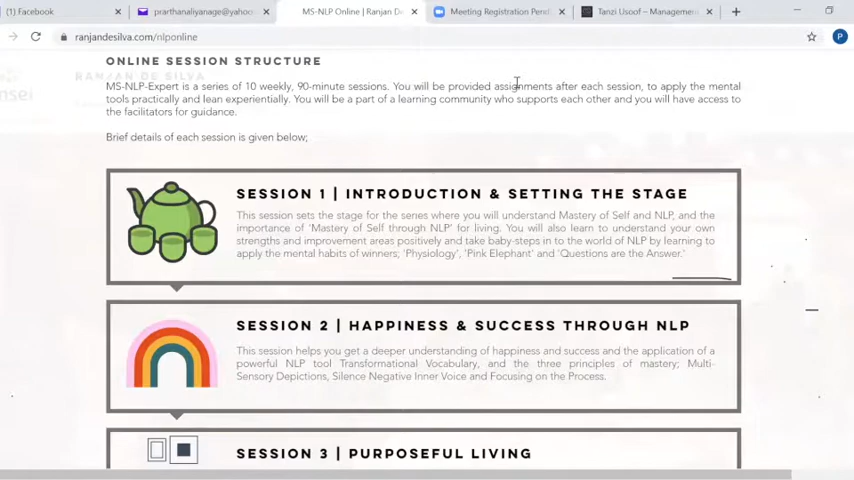 (1) Facebook
prarthanaliyanage@yahoo
MS-NLP Online | Ranjan De
Meeting Registration Pend
Tanzi Usoof – Management
ranjandesilva.com/nlponline
P
ONLINE SESSION STRUCTURE
RANJAN DE SILVA
MS-NLP-Expert is a series of 10 weekly, 90-minute sessions. You will be provided assignments after each session, to apply the mental
tools practically and lean experientially. You will be a part of a learning community who supports each other and you will have access to
the facilitators for guidance.
nsei
Brief details of each session is given below;
SESSION 1 | INTRODUCTION & SETTING THE STAGE
This session sets the stage for the series where you will understand Mastery of Self and NLP, and the
importance of 'Mastery of Self through NLP' for living. You will also learn to understand your own
strengths and improvement areas positively and take baby-steps in to the world of NLP by learning to
apply the mental habits of winners; 'Physiology', 'Pink Elephant' and 'Questions are the Answer.'
SESSION 2 | HAPPINESS & SUCCESS THROUGH NLP
This session helps you get a deeper understanding of happiness and success and the application of a
powerful NLP tool Transformational Vocabulary, and the three principles of mastery; Multi-
Sensory Depictions, Silence Negative Inner Voice and Focusing on the Process.
SESSION 3 | PURPOSEFUL LIVING